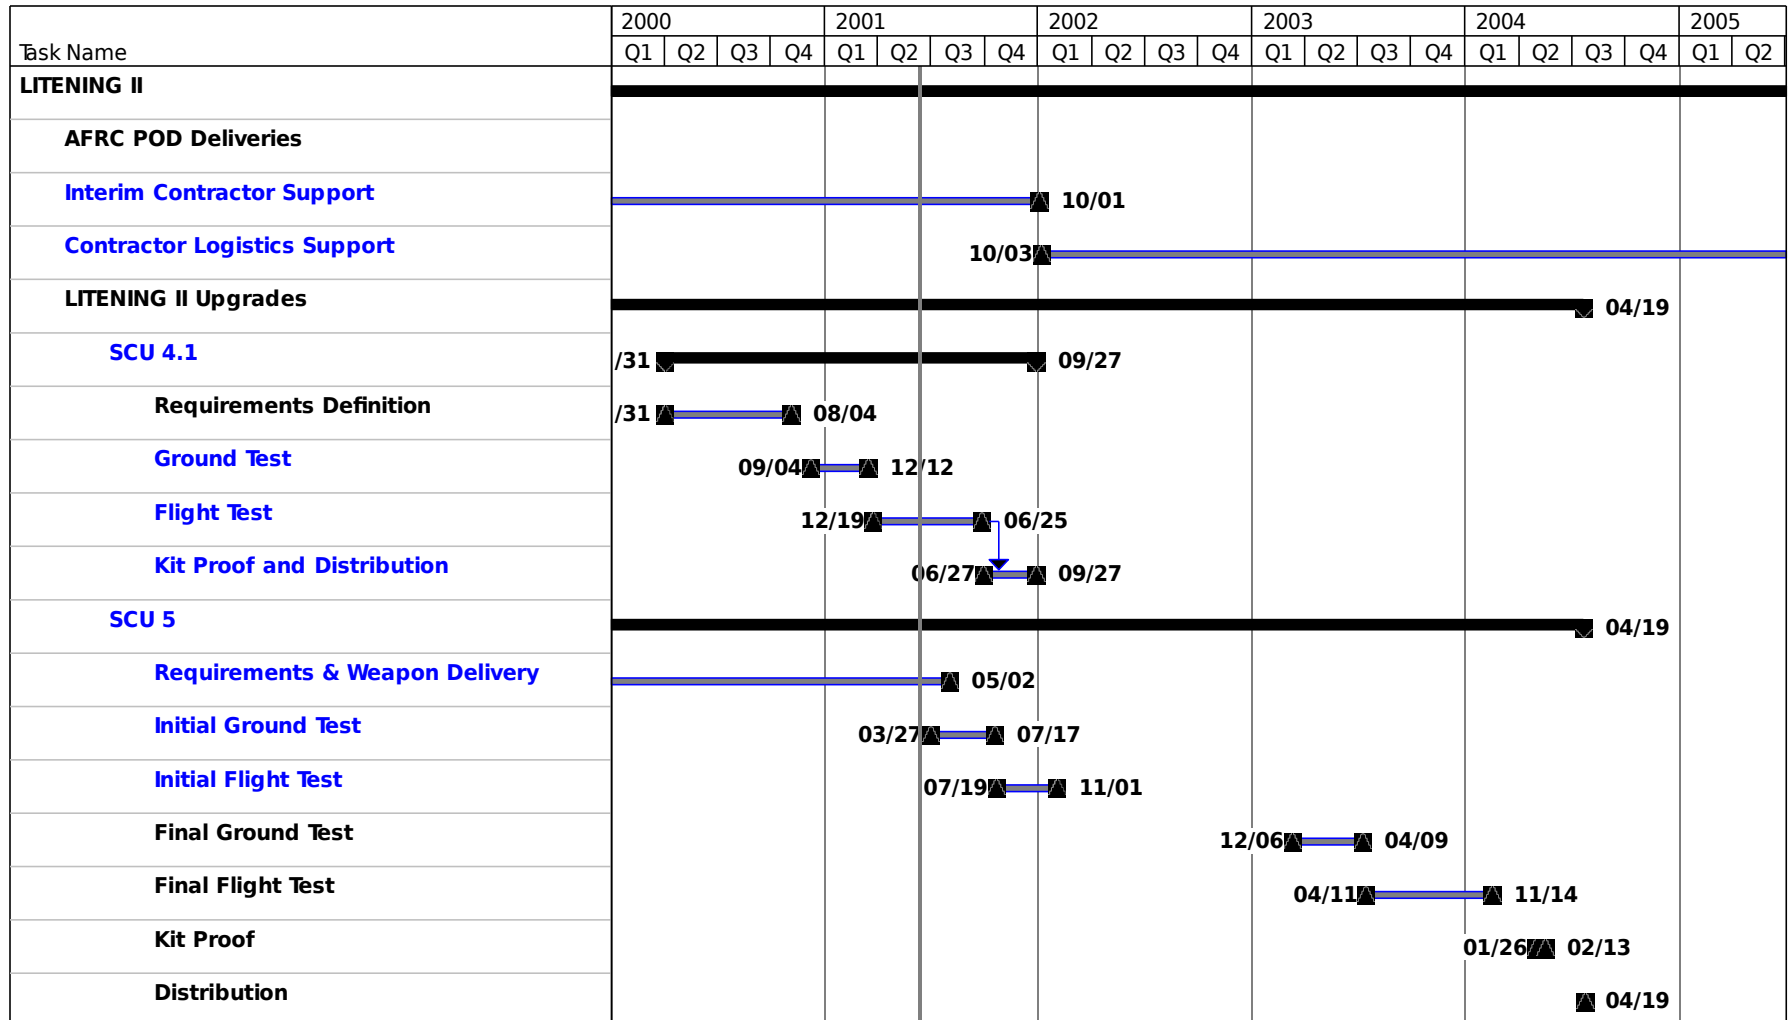 2000 2001 2002 2003 2004 2005
Task Name Q1 Q2 Q3 Q4 Q1 Q2 Q3 Q4 Q1 Q2 Q3 Q4 Q1 Q2 Q3 Q4 Q1 Q2 Q3 Q4 Q1 Q2
LITENING II
AFRC POD Deliveries
Interim Contractor Support 10/01
Contractor Logistics Support 10/03
LITENING II Upgrades 04/19
SCU 4.1 /31 09/27
Requirements Definition /31 08/04
Ground Test 09/04 12/12
Flight Test 12/19 06/25
Kit Proof and Distribution 06/27 09/27
SCU 5 04/19
Requirements & Weapon Delivery 05/02
Initial Ground Test 03/27 07/17
Initial Flight Test 07/19 11/01
Final Ground Test 12/06 04/09
Final Flight Test 04/11 11/14
Kit Proof 01/26 02/13
Distribution 04/19